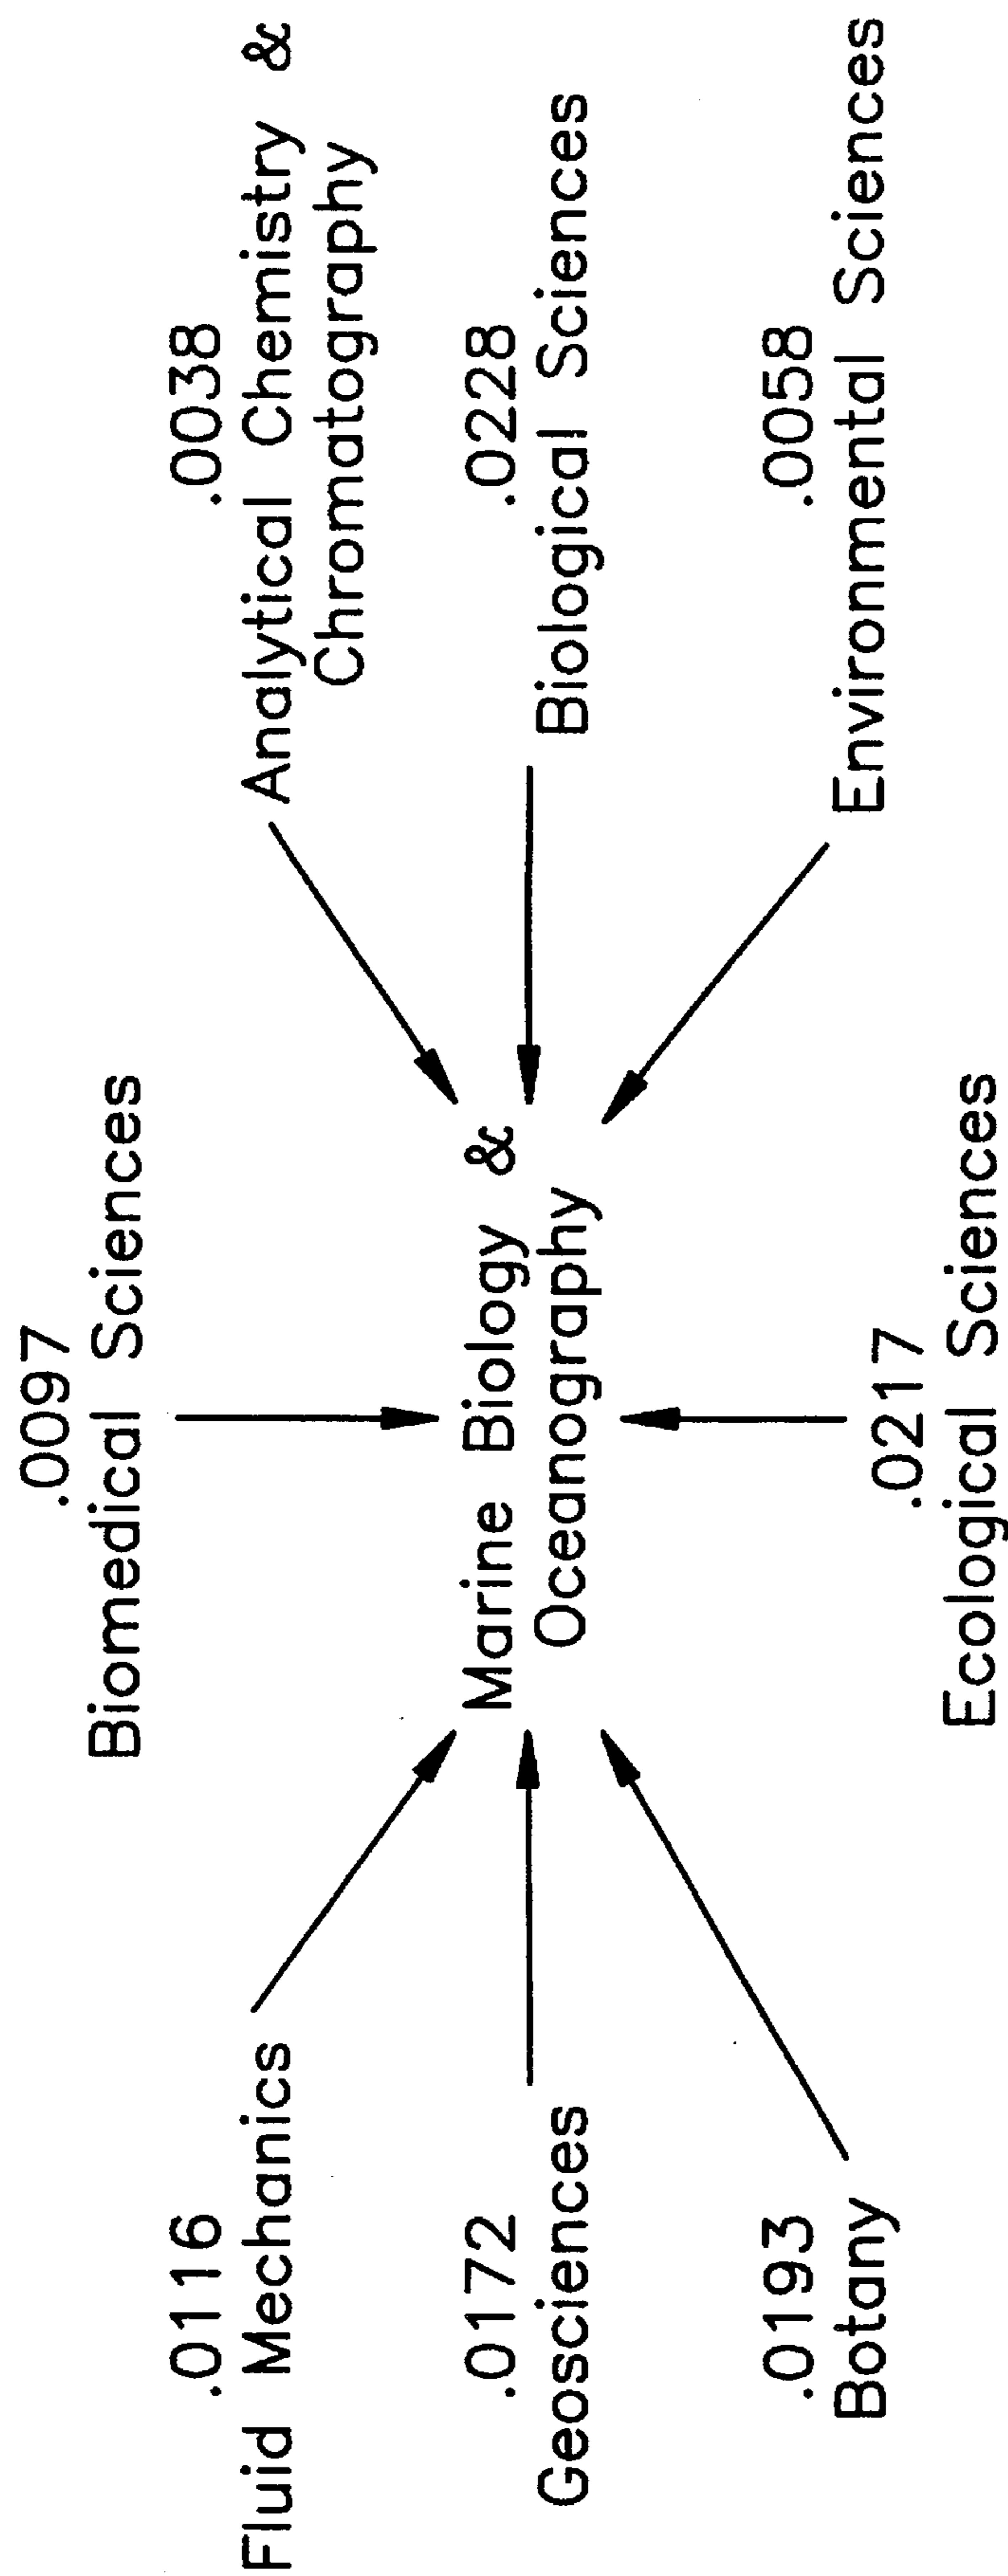 .0097
Biomedical Sciences
.0116
Fluid Mechanics
.0038
Analytical Chemistry &
Chromatography
.0172
Geosciences
Marine Biology &
Oceanography
.0228
Biological Sciences
.0193
Botany
.0058
Environmental Sciences
.0217
Ecological Sciences